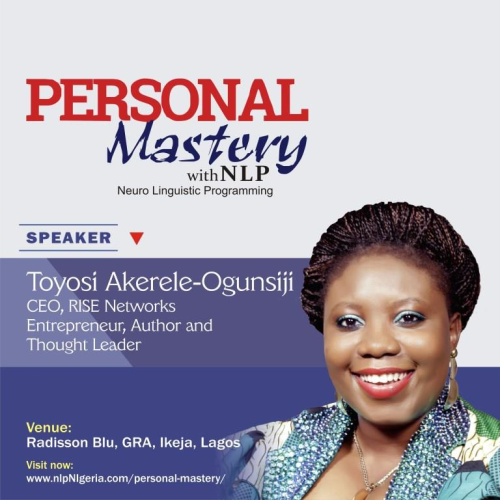 PERSONAL
Mastery
with NLP
Neuro Linguistic Programming
SPEAKER
Toyosi Akerele-Ogunsiji
CEO, RISE Networks
Entrepreneur, Author and
Thought Leader
Venue:
Radisson Blu, GRA, Ikeja, Lagos
Visit now:
www.nlpNIgeria.com/personal-mastery/